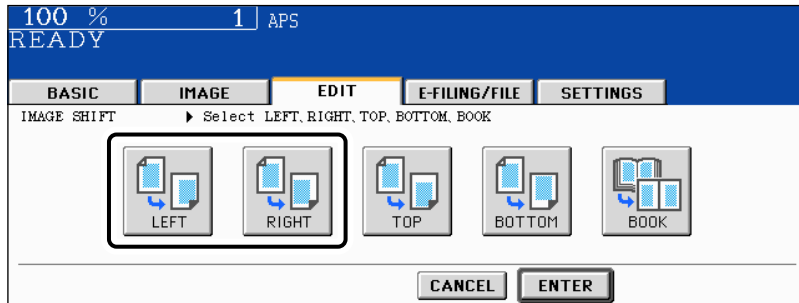 100 % 1 APS
READY
BASIC IMAGE EDIT E-FILING/FILE SETTINGS
IMAGE SHIFT ▶ Select LEFT, RIGHT, TOP, BOTTOM, BOOK
LEFT RIGHT TOP BOTTOM BOOK
CANCEL ENTER